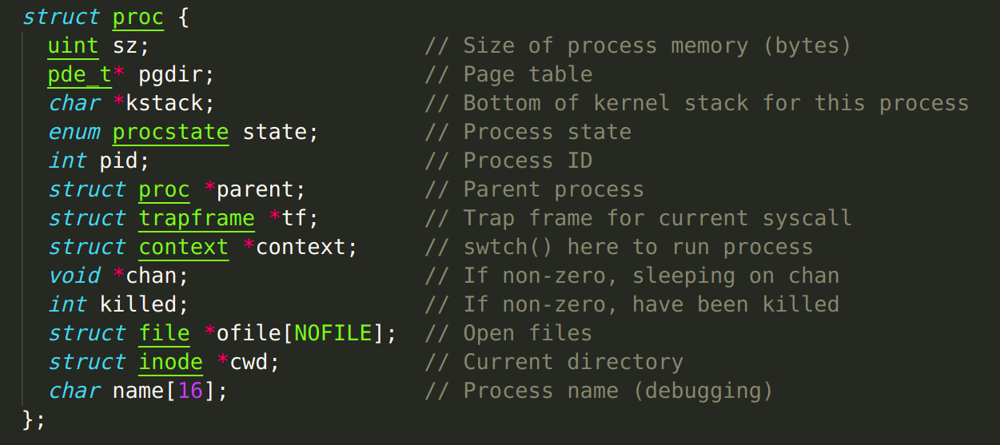 struct proc {
  uint sz;                     // Size of process memory (bytes)
  pde_t* pgdir;                // Page table
  char *kstack;                // Bottom of kernel stack for this process
  enum procstate state;        // Process state
  int pid;                     // Process ID
  struct proc *parent;         // Parent process
  struct trapframe *tf;        // Trap frame for current syscall
  struct context *context;     // swtch() here to run process
  void *chan;                  // If non-zero, sleeping on chan
  int killed;                  // If non-zero, have been killed
  struct file *ofile[NOFILE];  // Open files
  struct inode *cwd;           // Current directory
  char name[16];               // Process name (debugging)
};